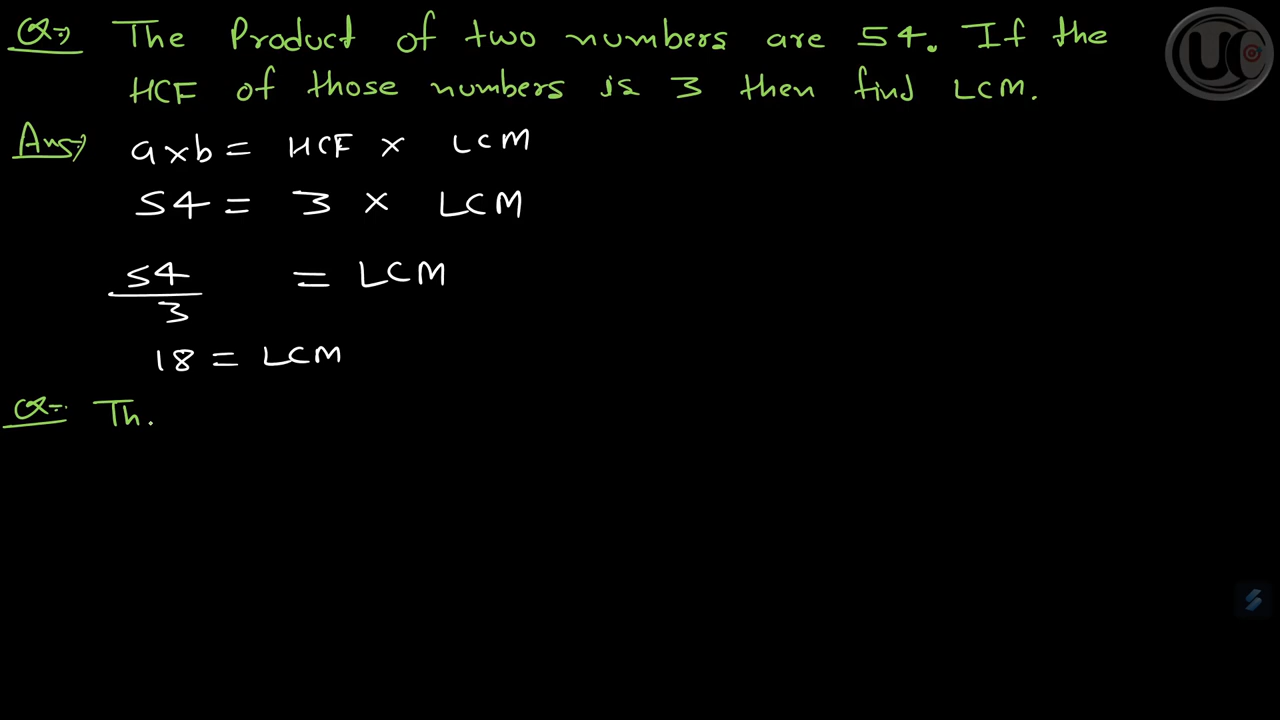 Q:-) The Product of two numbers are 54. If the
HCF of those numbers is 3 then find LCM.
Ans:-) a×b = HCF × LCM
54 = 3 × LCM
54/3 = LCM
18 = LCM
Q:- Th.
UC